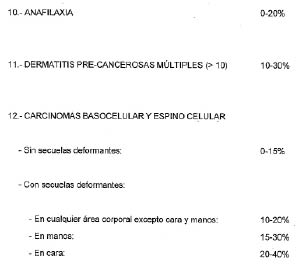 10.- ANAFILAXIA 0-20%
11.- DERMATITIS PRE-CANCEROSAS MÚLTIPLES (> 10) 10-30%
12.- CARCINOMAS BASOCELULAR Y ESPINO CELULAR
- Sin secuelas deformantes: 0-15%
- Con secuelas deformantes:
- En cualquier área corporal excepto cara y manos: 10-20%
- En manos: 15-30%
- En cara: 20-40%